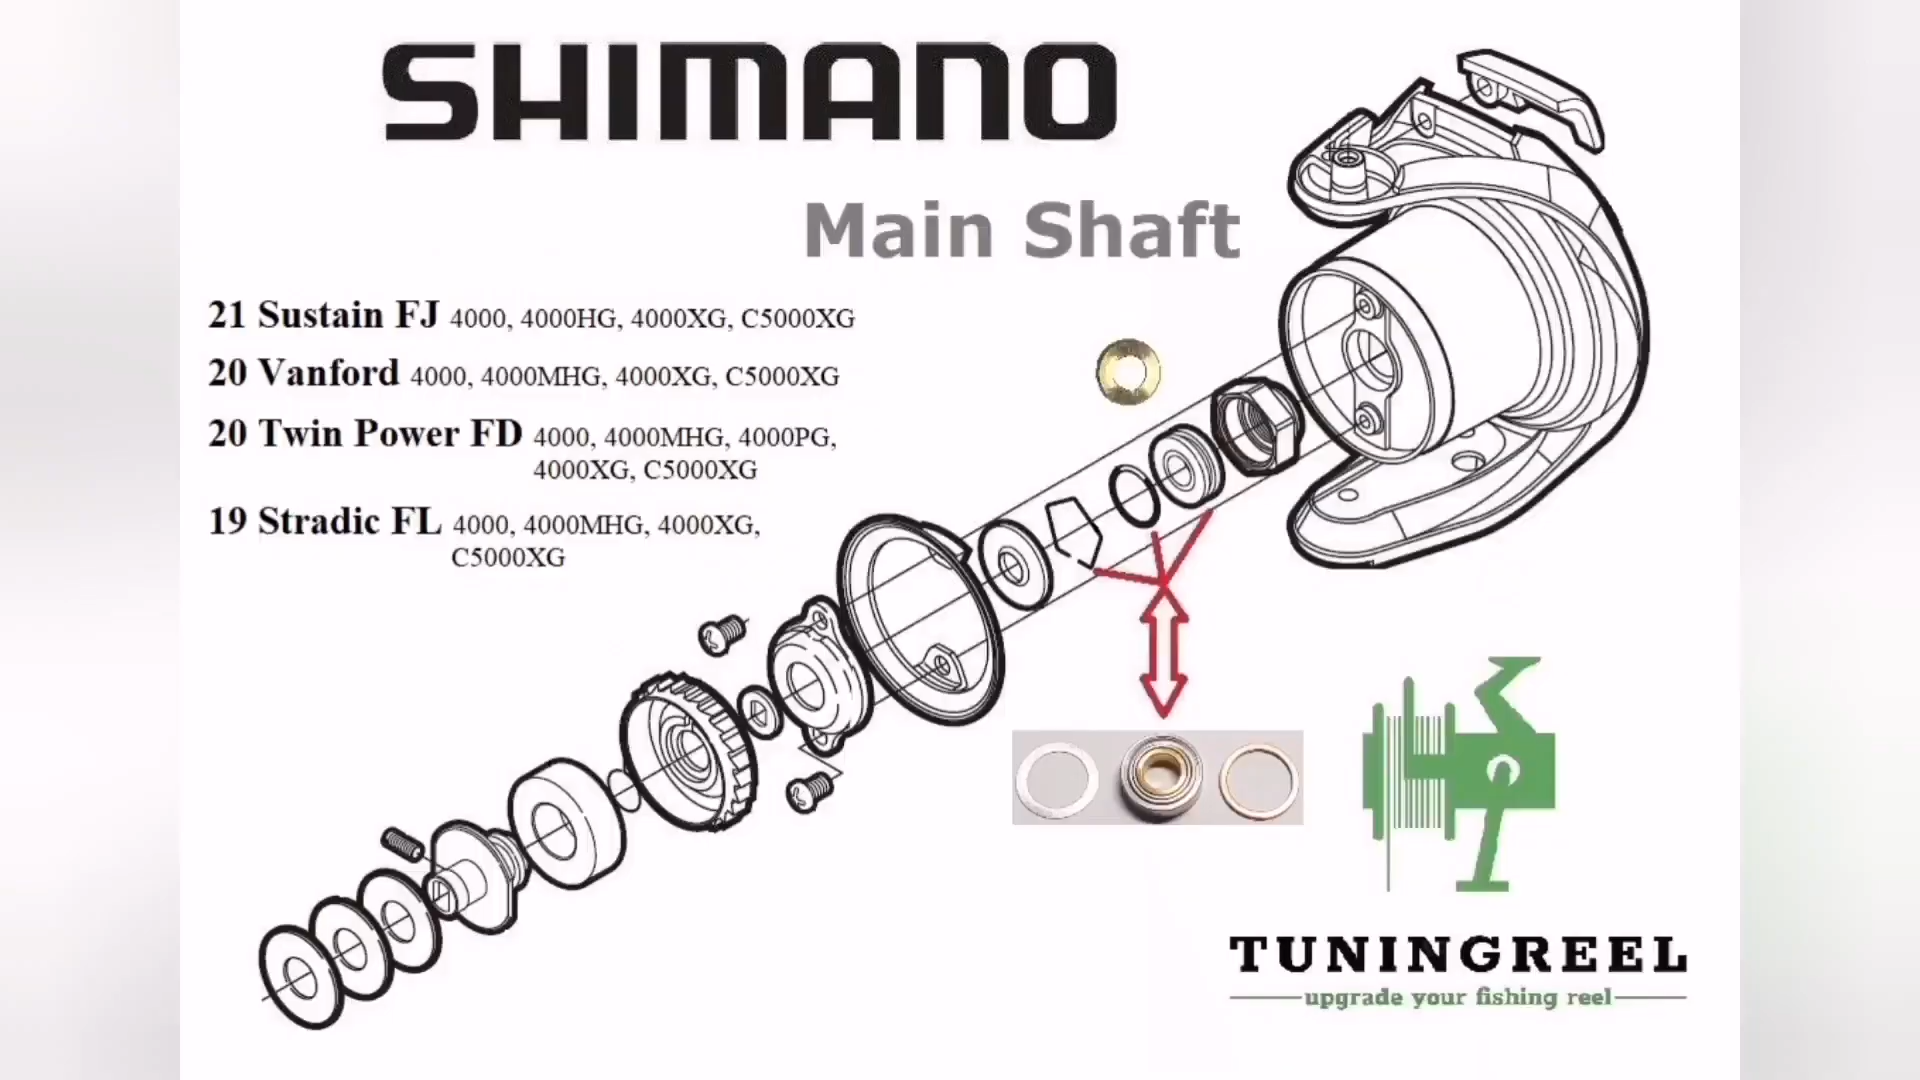 SHIMANO
Main Shaft
21 Sustain FJ 4000, 4000HG, 4000XG, C5000XG
20 Vanford 4000, 4000MHG, 4000XG, C5000XG
20 Twin Power FD 4000, 4000MHG, 4000PG,
4000XG, C5000XG
19 Stradic FL 4000, 4000MHG, 4000XG,
C5000XG
TUNINGREEL
upgrade your fishing reel